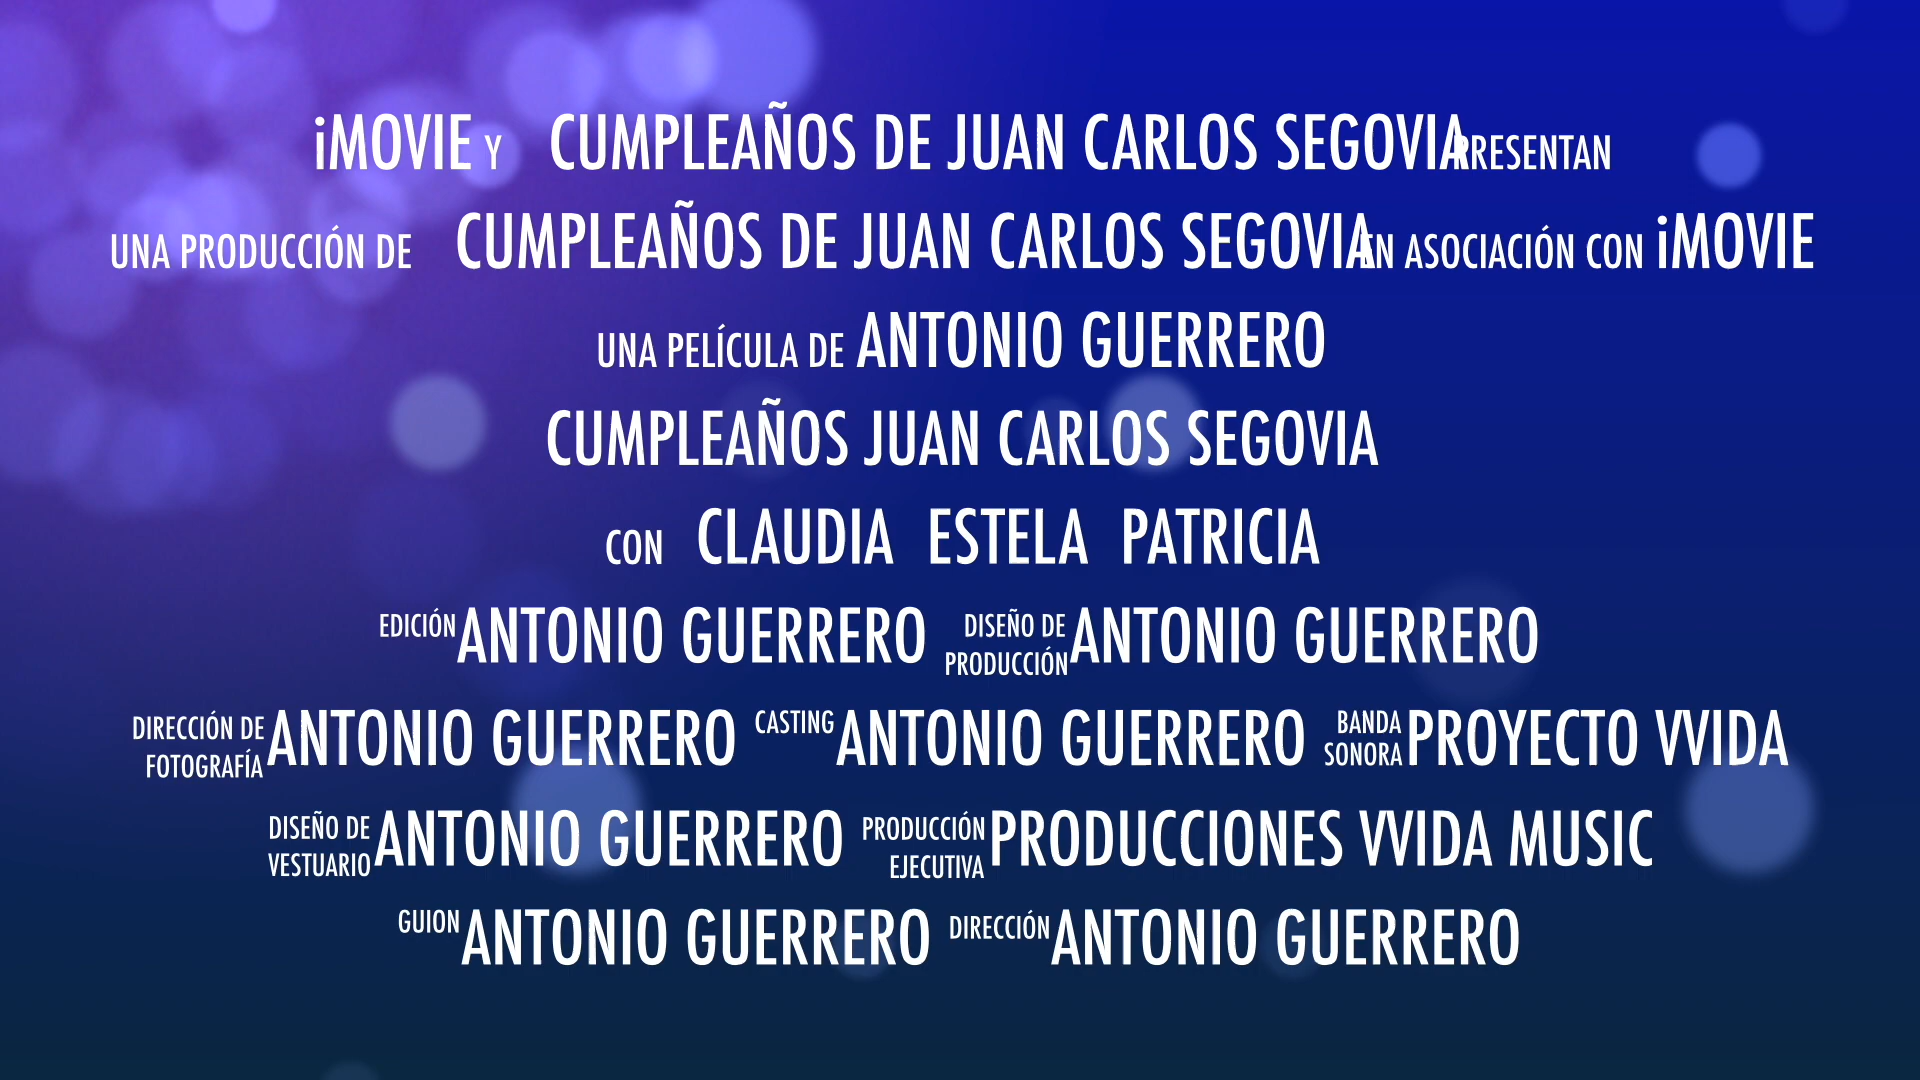 iMOVIE Y CUMPLEAÑOS DE JUAN CARLOS SEGOVIA PRESENTAN
UNA PRODUCCIÓN DE CUMPLEAÑOS DE JUAN CARLOS SEGOVIA EN ASOCIACIÓN CON iMOVIE
UNA PELÍCULA DE ANTONIO GUERRERO
CUMPLEAÑOS JUAN CARLOS SEGOVIA
CON CLAUDIA ESTELA PATRICIA
EDICIÓN ANTONIO GUERRERO DISEÑO DE PRODUCCIÓN ANTONIO GUERRERO
DIRECCIÓN DE FOTOGRAFÍA ANTONIO GUERRERO CASTING ANTONIO GUERRERO BANDA SONORA PROYECTO VVIDA
DISEÑO DE VESTUARIO ANTONIO GUERRERO PRODUCCIÓN EJECUTIVA PRODUCCIONES VVIDA MUSIC
GUION ANTONIO GUERRERO DIRECCIÓN ANTONIO GUERRERO